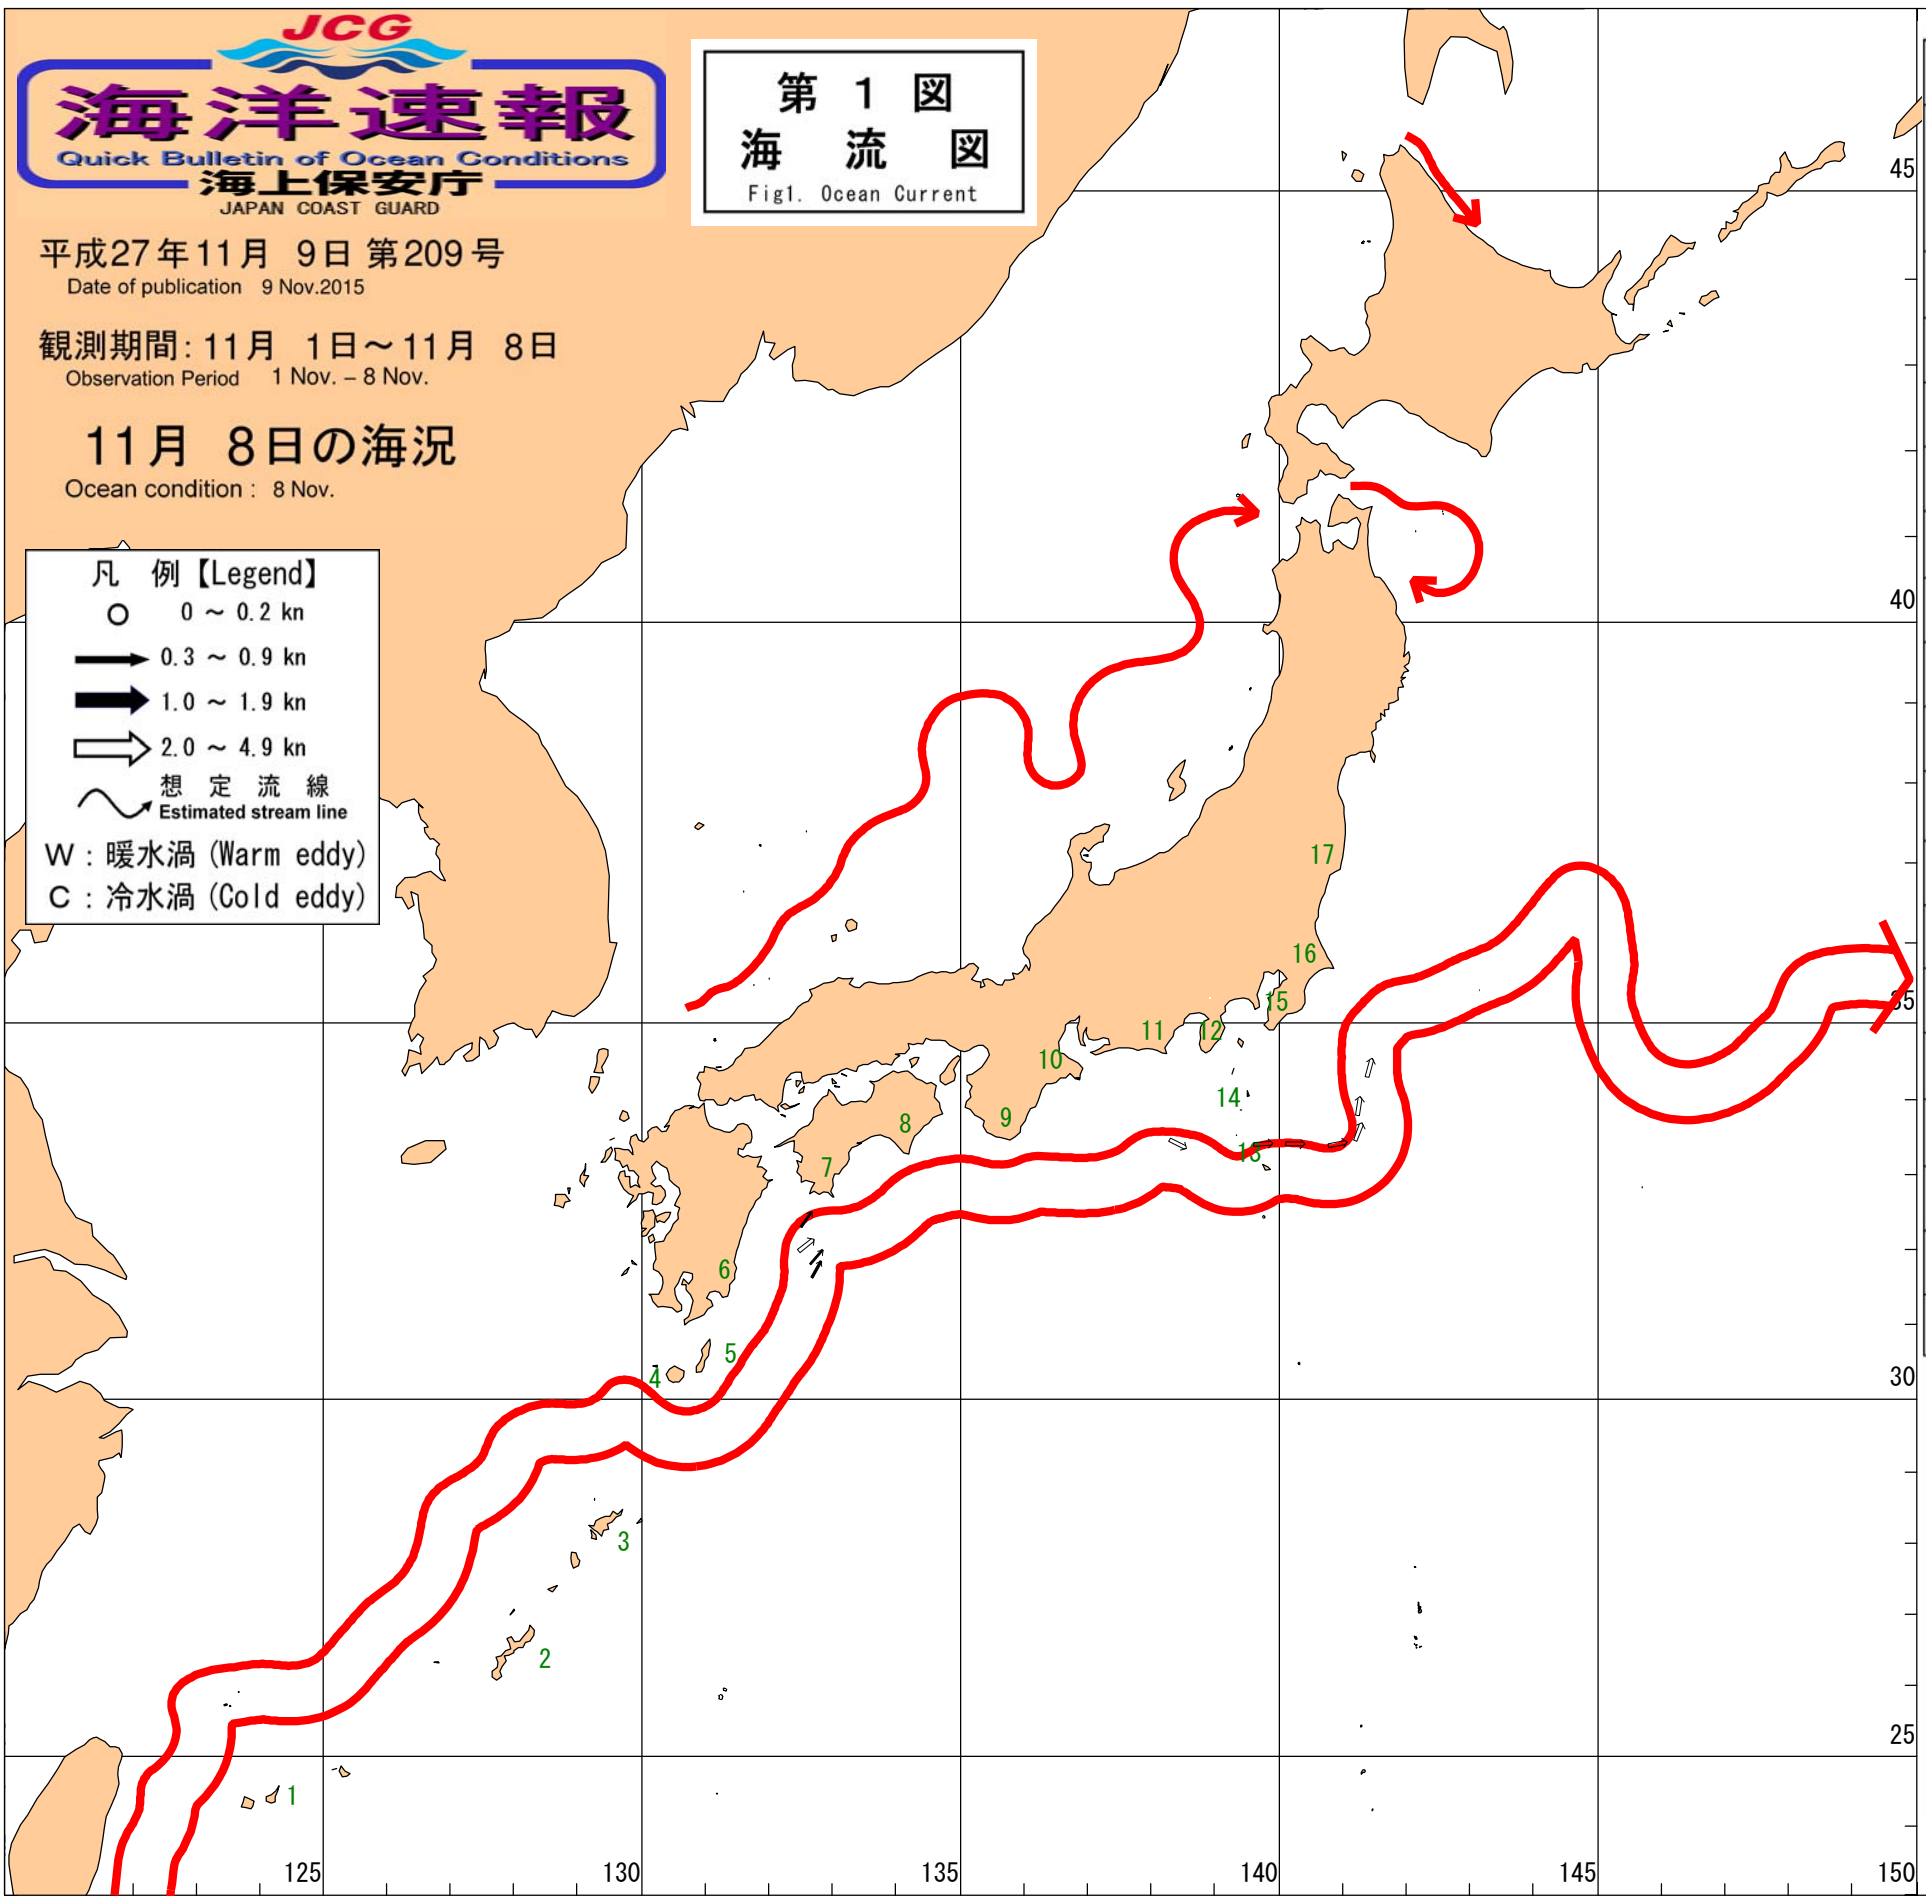 JCG
海洋速報
Quick Bulletin of Ocean Conditions
海上保安庁
JAPAN COAST GUARD
平成27年11月 9日 第209号
Date of publication 9 Nov.2015
観測期間: 11月 1日～11月 8日
Observation Period 1 Nov. – 8 Nov.
11月 8日の海況
Ocean condition : 8 Nov.
第 1 図
海 流 図
Fig1. Ocean Current
凡 例【Legend】
0 ～ 0.2 kn
0.3 ～ 0.9 kn
1.0 ～ 1.9 kn
2.0 ～ 4.9 kn
想 定 流 線
Estimated stream line
W : 暖水渦 (Warm eddy)
C : 冷水渦 (Cold eddy)
45
40
17
16
35
15
11
12
10
14
9
8
13
7
6
5
4
30
3
2
25
1
125
130
135
140
145
150